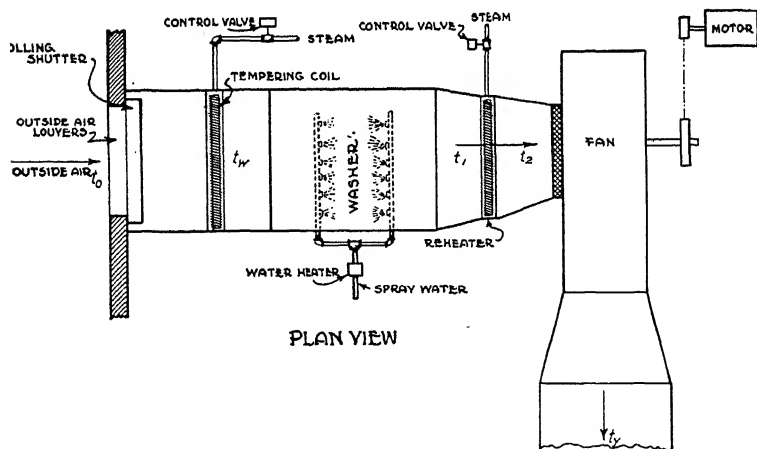 CONTROL VALVE
STEAM
OLLING
SHUTTER
TEMPERING COIL
OUTSIDE AIR
LOUVERS
OUTSIDE AIR
t₀
tw
WASHER
WATER HEATER
SPRAY WATER
CONTROL VALVE
STEAM
t₁
t₂
REHEATER
FAN
MOTOR
ty
PLAN VIEW